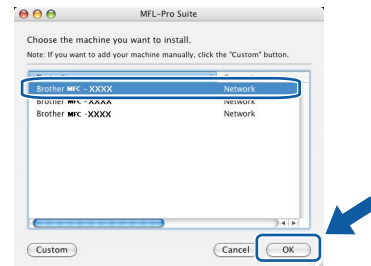 MFL-Pro Suite
Choose the machine you want to install.
Note: If you want to add your machine manually, click the "Custom" button.
Brother MFC - XXXX Network
Brother MFC - XXXX Network
Brother MFC - XXXX Network
Custom Cancel OK